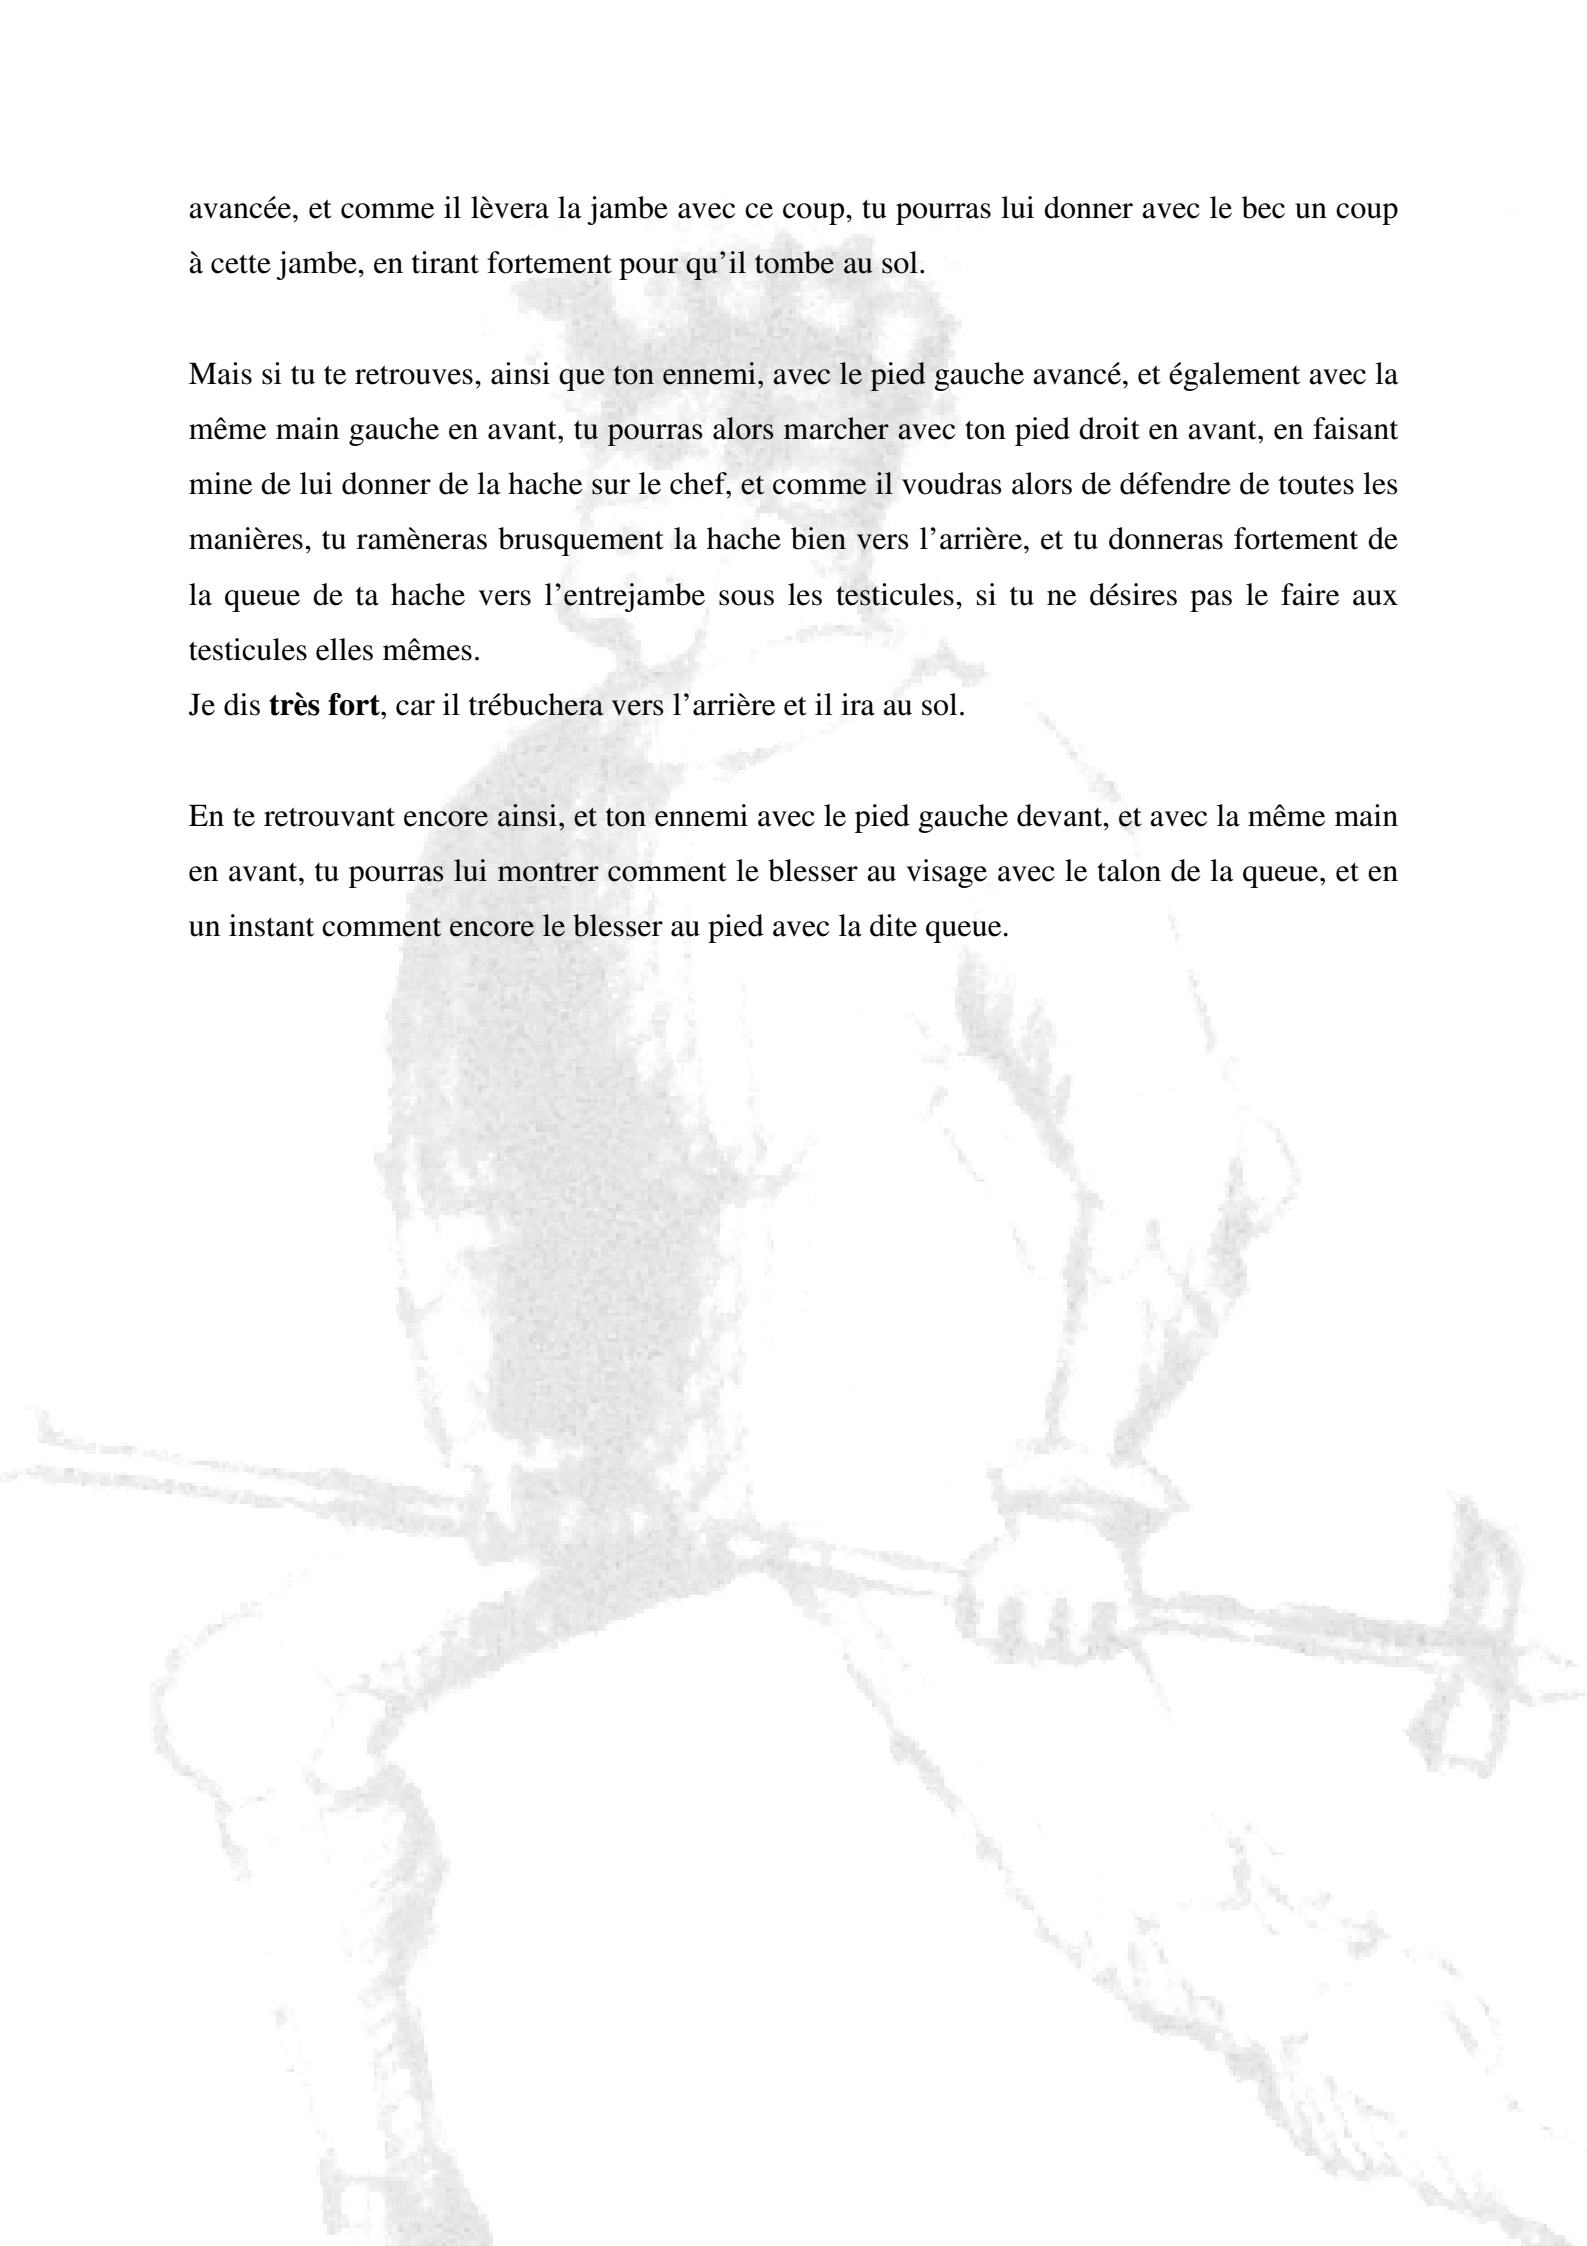 avancée, et comme il lèvera la jambe avec ce coup, tu pourras lui donner avec le bec un coup
à cette jambe, en tirant fortement pour qu’il tombe au sol.
Mais si tu te retrouves, ainsi que ton ennemi, avec le pied gauche avancé, et également avec la
même main gauche en avant, tu pourras alors marcher avec ton pied droit en avant, en faisant
mine de lui donner de la hache sur le chef, et comme il voudras alors de défendre de toutes les
manières, tu ramèneras brusquement la hache bien vers l’arrière, et tu donneras fortement de
la queue de ta hache vers l’entrejambe sous les testicules, si tu ne désires pas le faire aux
testicules elles mêmes.
Je dis très fort, car il trébuchera vers l’arrière et il ira au sol.
En te retrouvant encore ainsi, et ton ennemi avec le pied gauche devant, et avec la même main
en avant, tu pourras lui montrer comment le blesser au visage avec le talon de la queue, et en
un instant comment encore le blesser au pied avec la dite queue.